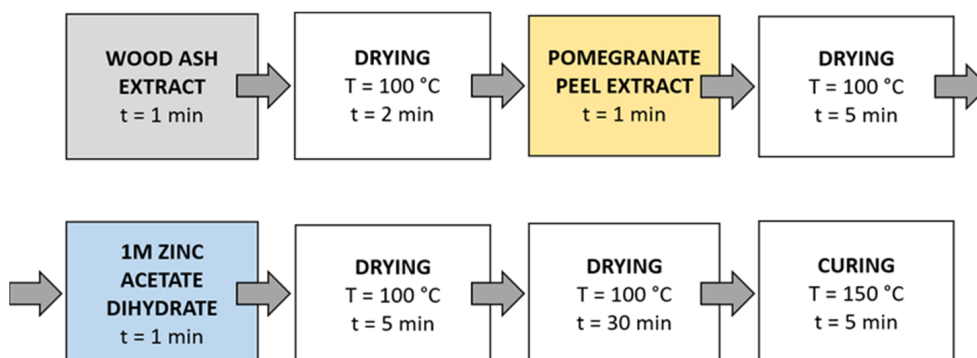 WOOD ASH
EXTRACT
t = 1 min
DRYING
T = 100 °C
t = 2 min
POMEGRANATE
PEEL EXTRACT
t = 1 min
DRYING
T = 100 °C
t = 5 min
1M ZINC
ACETATE
DIHYDRATE
t = 1 min
DRYING
T = 100 °C
t = 5 min
DRYING
T = 100 °C
t = 30 min
CURING
T = 150 °C
t = 5 min